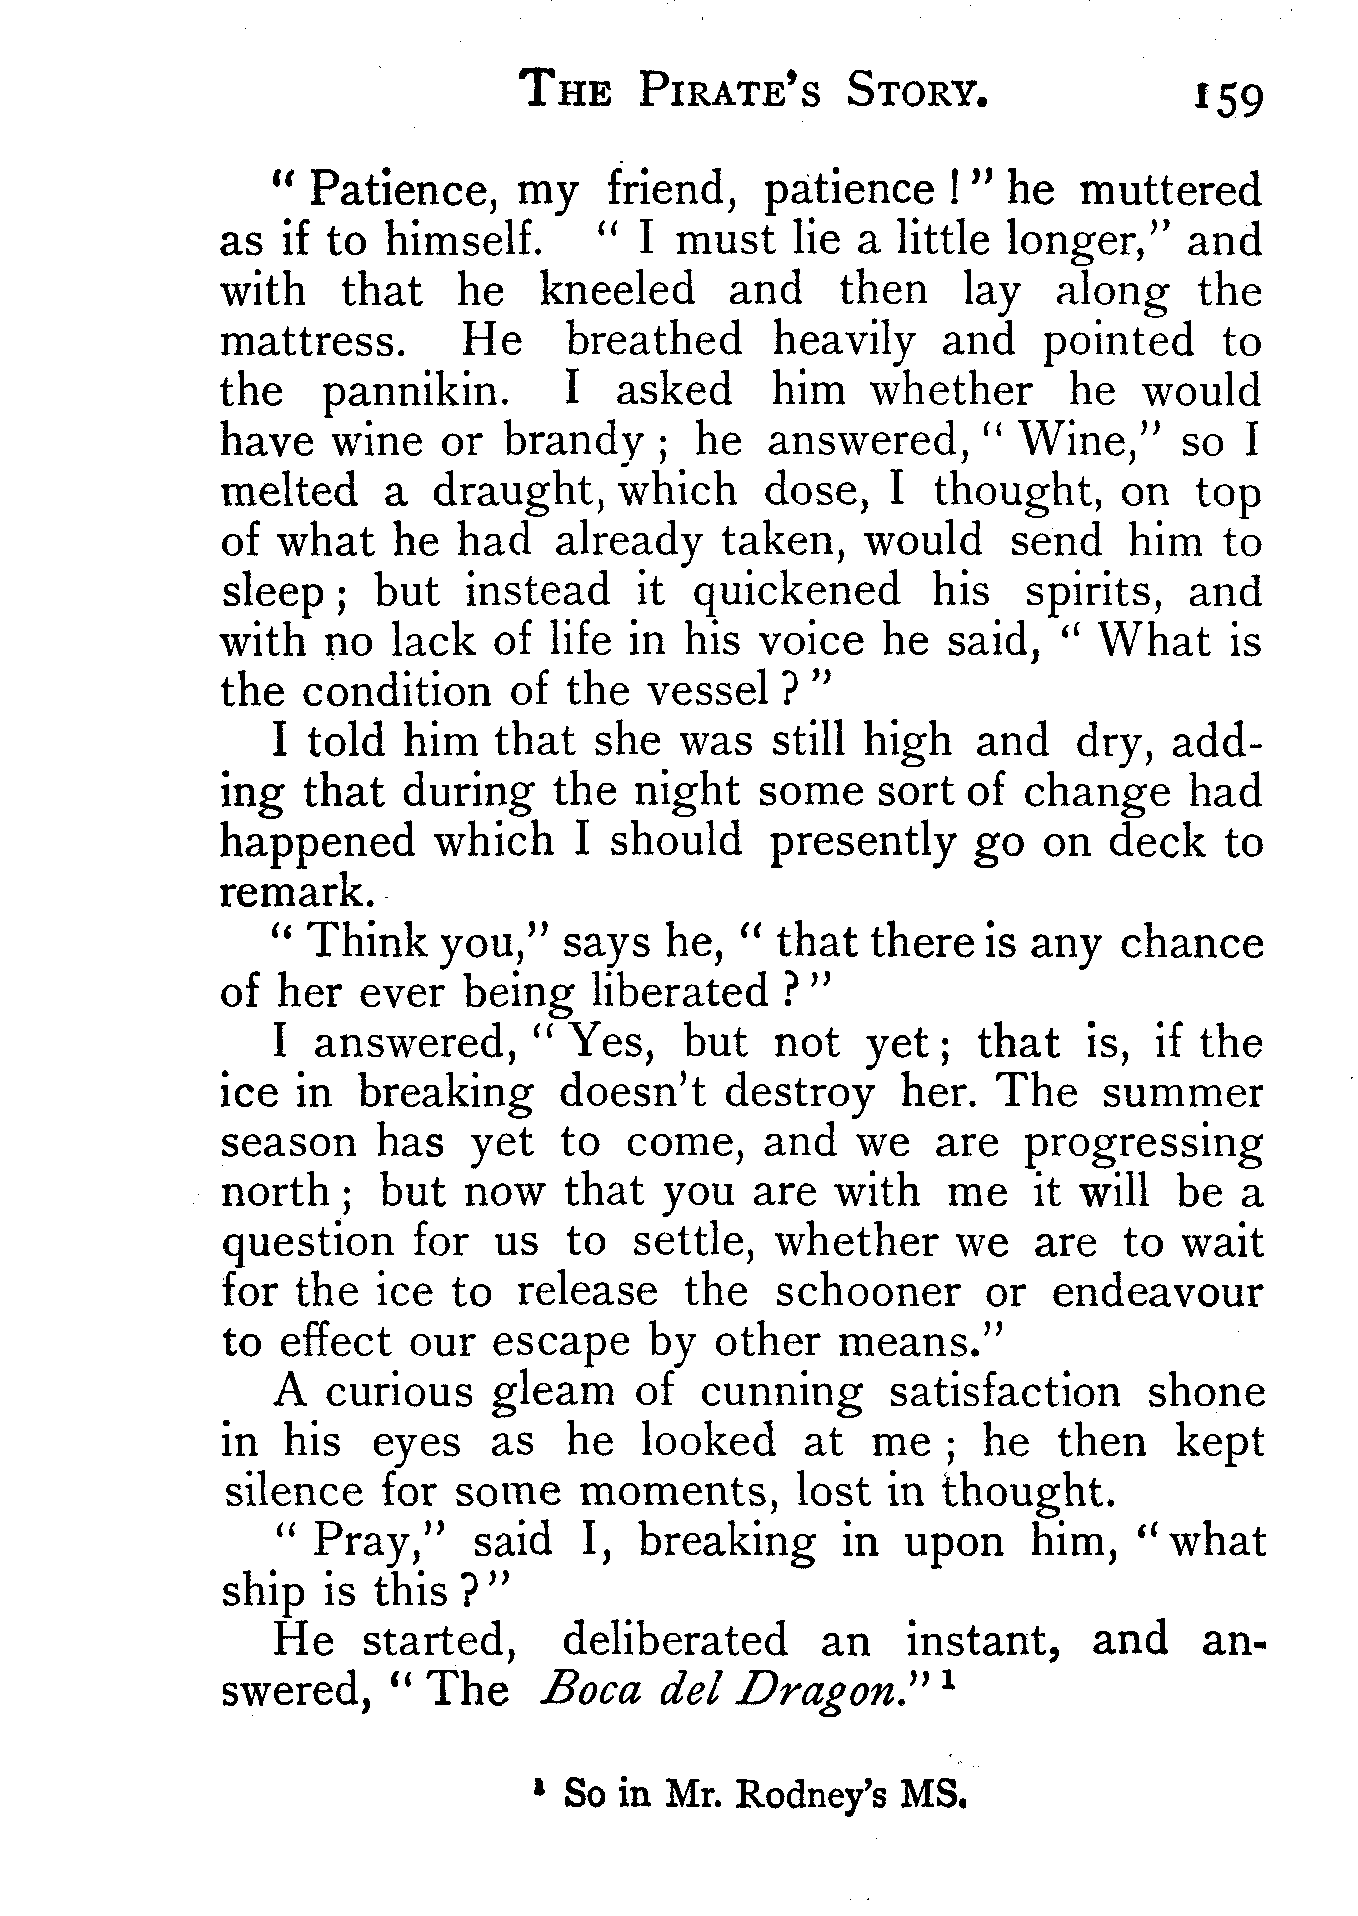 The Pirate's Story. 159
" Patience, my friend, patience ! " he muttered
as if to himself. " I must lie a little longer," and
with that he kneeled and then lay along the
mattress. He breathed heavily and pointed to
the pannikin. I asked him whether he would
have wine or brandy ; he answered, " Wine," so I
melted a draught, which dose, I thought, on top
of what he had already taken, would send him to
sleep ; but instead it quickened his spirits, and
with no lack of life in his voice he said, " What is
the condition of the vessel ? "
I told him that she was still high and dry, add-
ing that during the night some sort of change had
happened which I should presently go on deck to
remark.
" Think you," says he, " that there is any chance
of her ever being liberated ? "
I answered, " Yes, but not yet ; that is, if the
ice in breaking doesn't destroy her. The summer
season has yet to come, and we are progressing
north ; but now that you are with me it will be a
question for us to settle, whether we are to wait
for the ice to release the schooner or endeavour
to effect our escape by other means."
A curious gleam of cunning satisfaction shone
in his eyes as he looked at me ; he then kept
silence for some moments, lost in thought.
" Pray," said I, breaking in upon him, " what
ship is this ? "
He started, deliberated an instant, and an-
swered, " The Boca del Dragon." 1
1 So in Mr. Rodney's MS.